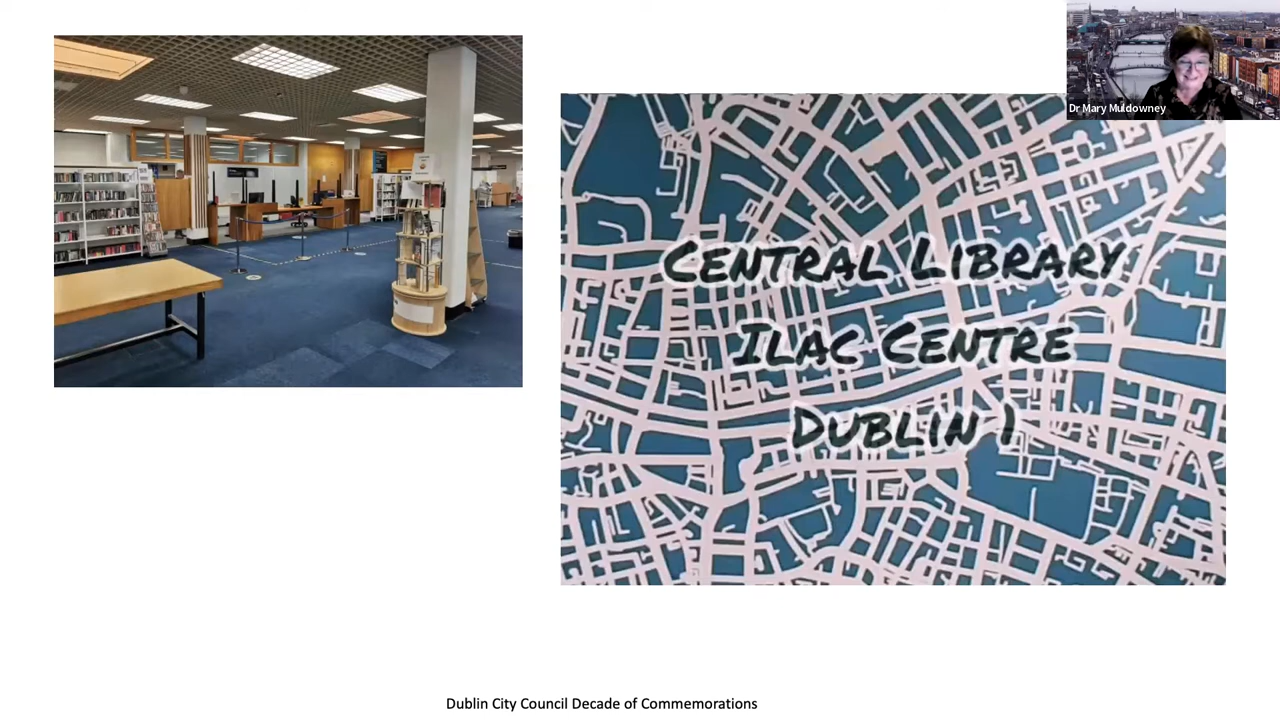 Dr Mary Muldowney
Central Library
Ilac Centre
Dublin 1
Dublin City Council Decade of Commemorations